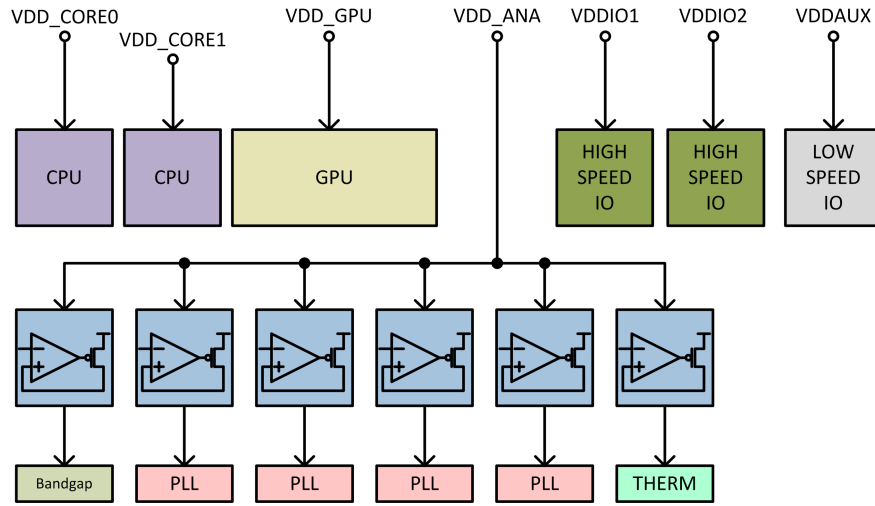 VDD_CORE0
VDD_CORE1
VDD_GPU
VDD_ANA
VDDIO1
VDDIO2
VDDAUX
CPU
CPU
GPU
HIGH
SPEED
IO
HIGH
SPEED
IO
LOW
SPEED
IO
Bandgap
PLL
PLL
PLL
PLL
THERM